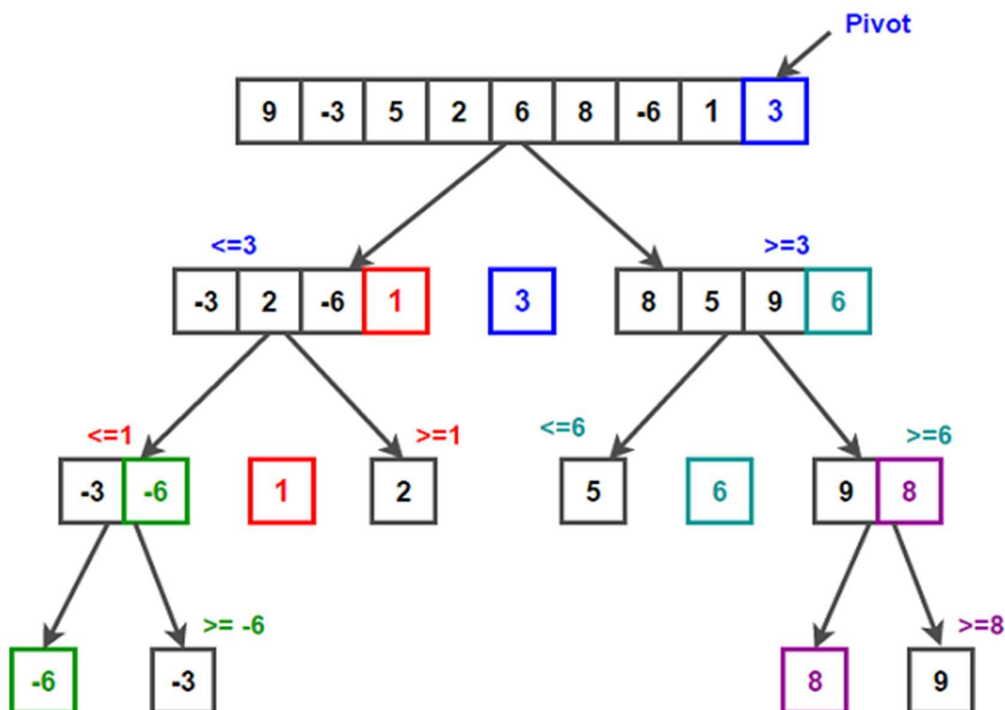 Pivot
9 -3 5 2 6 8 -6 1 3
<=3 >=3
-3 2 -6 1 3 8 5 9 6
<=1 >=1 <=6 >=6
-3 -6 1 2 5 6 9 8
>= -6 >=8
-6 -3 8 9